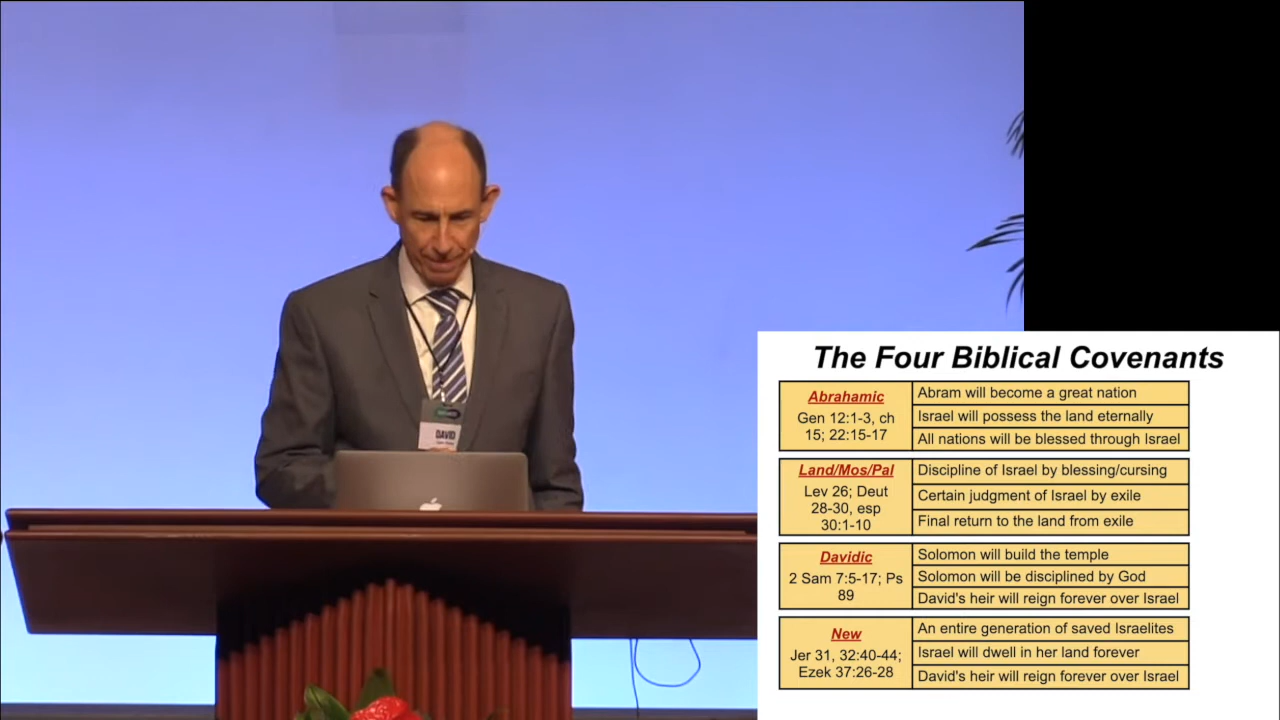 DAVID
The Four Biblical Covenants
Abrahamic
Gen 12:1-3, ch
15; 22:15-17
Abram will become a great nation
Israel will possess the land eternally
All nations will be blessed through Israel
Land/Mos/Pal
Lev 26; Deut
28-30, esp
30:1-10
Discipline of Israel by blessing/cursing
Certain judgment of Israel by exile
Final return to the land from exile
Davidic
2 Sam 7:5-17; Ps
89
Solomon will build the temple
Solomon will be disciplined by God
David's heir will reign forever over Israel
New
Jer 31, 32:40-44;
Ezek 37:26-28
An entire generation of saved Israelites
Israel will dwell in her land forever
David's heir will reign forever over Israel